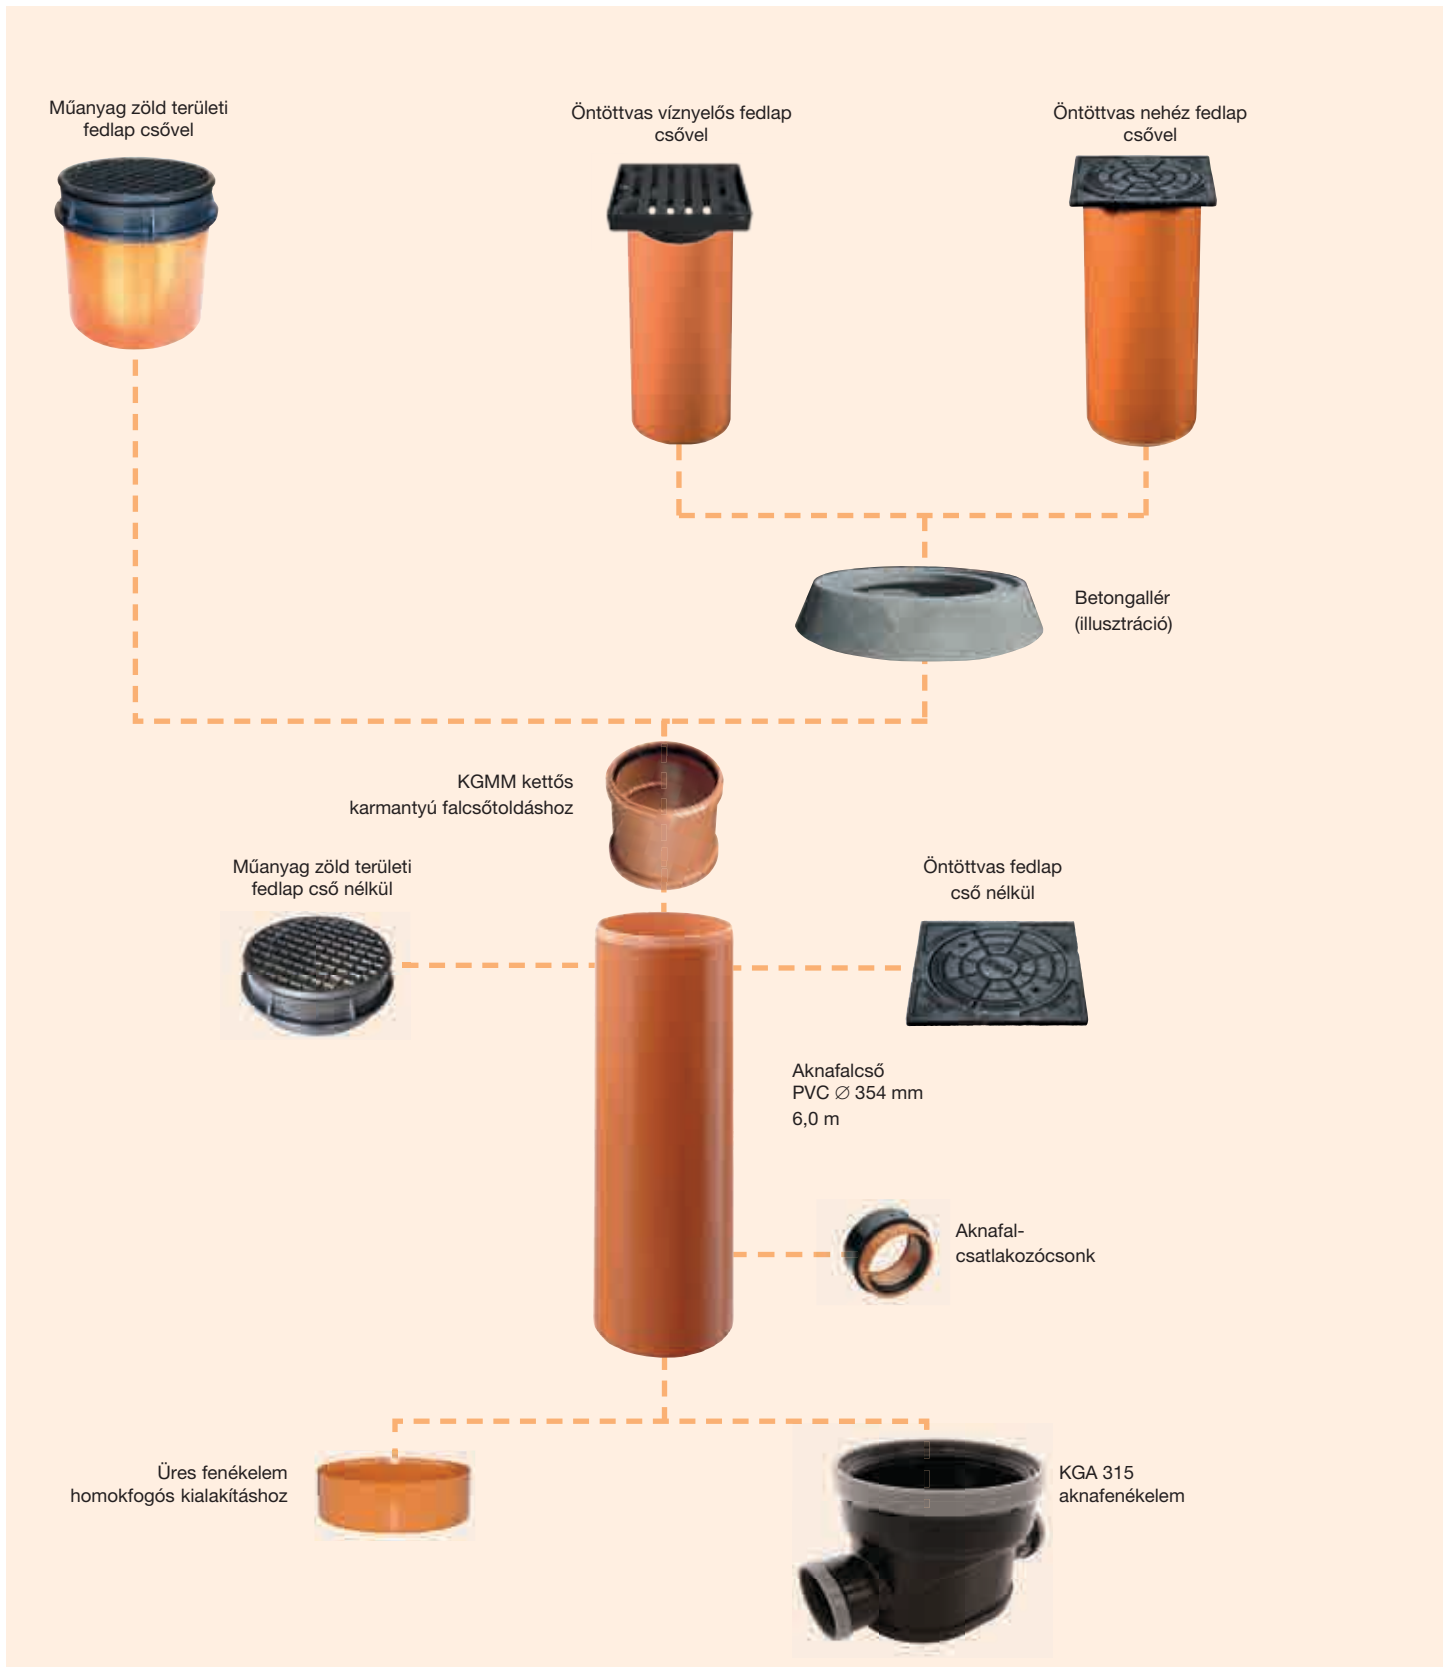 Műanyag zöld területi
fedlap csővel
Öntöttvas víznyelős fedlap
csővel
Öntöttvas nehéz fedlap
csővel
Betongallér
(illusztráció)
KGMM kettős
karmantyú falcsőtoldáshoz
Műanyag zöld területi
fedlap cső nélkül
Öntöttvas fedlap
cső nélkül
Aknafalcső
PVC ∅ 354 mm
6,0 m
Aknafal-
csatlakozócsonk
Üres fenékelem
homokfogós kialakításhoz
KGA 315
aknafenékelem